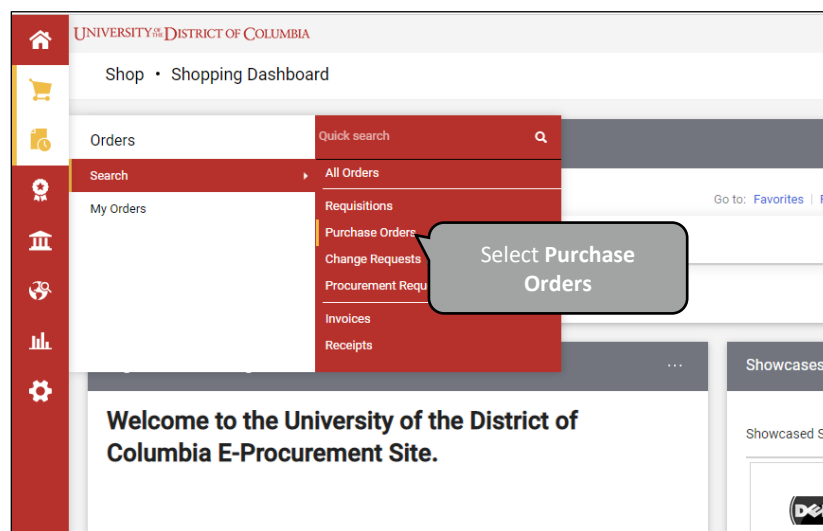 UNIVERSITY OF THE DISTRICT OF COLUMBIA
Shop • Shopping Dashboard
Orders
Quick search
Search
All Orders
My Orders
Requisitions
Go to: Favorites |
Purchase Orders
Select Purchase
Orders
Change Requests
Procurement Requ
Invoices
Receipts
...
Showcases
Welcome to the University of the District of
Columbia E-Procurement Site.
Showcased S